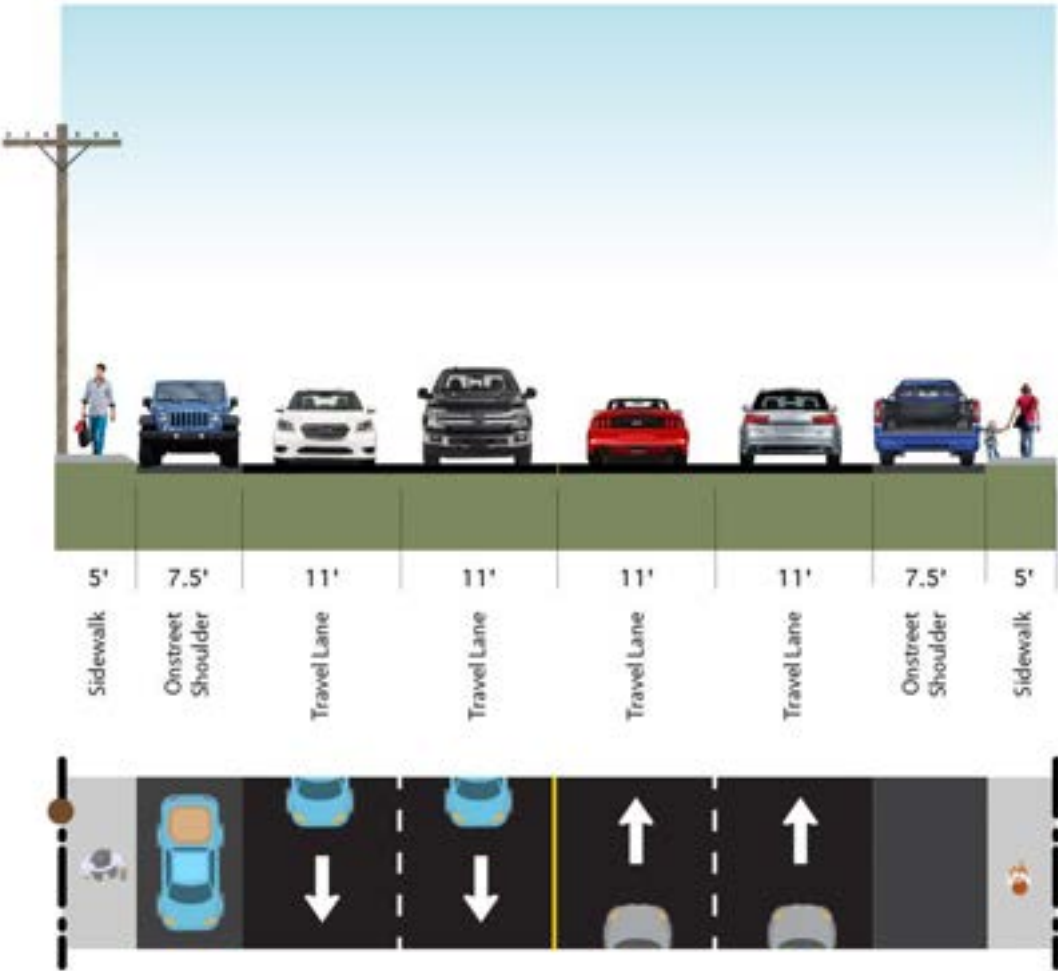 5' 7.5' 11' 11' 11' 11' 7.5' 5'
Sidewalk
Onstreet
Shoulder
Travel Lane
Travel Lane
Travel Lane
Travel Lane
Onstreet
Shoulder
Sidewalk